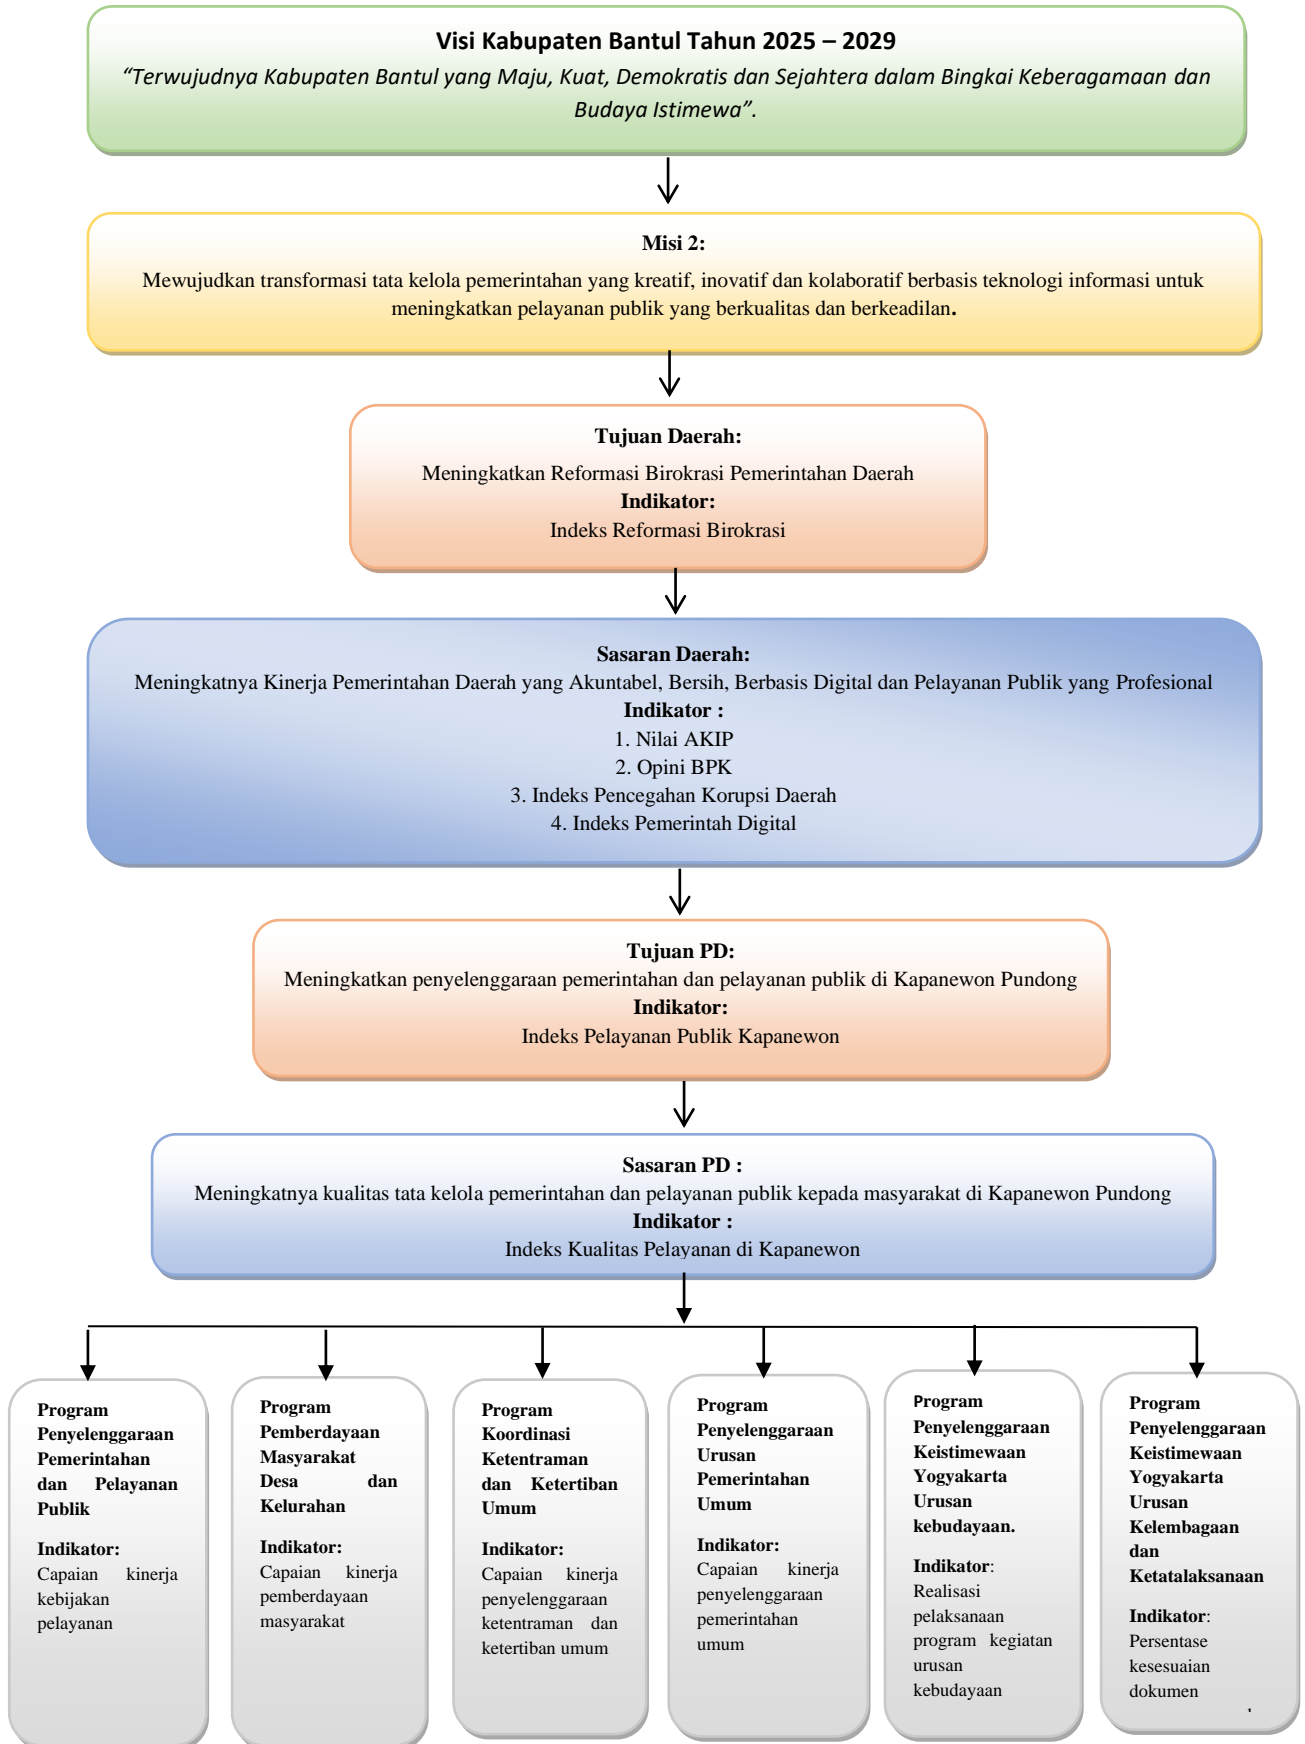 Visi Kabupaten Bantul Tahun 2025 – 2029
“Terwujudnya Kabupaten Bantul yang Maju, Kuat, Demokratis dan Sejahtera dalam Bingkai Keberagamaan dan
Budaya Istimewa”.
Misi 2:
Mewujudkan transformasi tata kelola pemerintahan yang kreatif, inovatif dan kolaboratif berbasis teknologi informasi untuk
meningkatkan pelayanan publik yang berkualitas dan berkeadilan.
Tujuan Daerah:
Meningkatkan Reformasi Birokrasi Pemerintahan Daerah
Indikator:
Indeks Reformasi Birokrasi
Sasaran Daerah:
Meningkatnya Kinerja Pemerintahan Daerah yang Akuntabel, Bersih, Berbasis Digital dan Pelayanan Publik yang Profesional
Indikator :
1. Nilai AKIP
2. Opini BPK
3. Indeks Pencegahan Korupsi Daerah
4. Indeks Pemerintah Digital
Tujuan PD:
Meningkatkan penyelenggaraan pemerintahan dan pelayanan publik di Kapanewon Pundong
Indikator:
Indeks Pelayanan Publik Kapanewon
Sasaran PD :
Meningkatnya kualitas tata kelola pemerintahan dan pelayanan publik kepada masyarakat di Kapanewon Pundong
Indikator :
Indeks Kualitas Pelayanan di Kapanewon
Program
Penyelenggaraan
Pemerintahan
dan Pelayanan
Publik
Indikator:
Capaian kinerja
kebijakan
pelayanan
Program
Pemberdayaan
Masyarakat
Desa dan
Kelurahan
Indikator:
Capaian kinerja
pemberdayaan
masyarakat
Program
Koordinasi
Ketentraman
dan Ketertiban
Umum
Indikator:
Capaian kinerja
penyelenggaraan
ketentraman dan
ketertiban umum
Program
Penyelenggaraan
Urusan
Pemerintahan
Umum
Indikator:
Capaian kinerja
penyelenggaraan
pemerintahan
umum
Program
Penyelenggaraan
Keistimewaan
Yogyakarta
Urusan
kebudayaan.
Indikator:
Realisasi
pelaksanaan
program kegiatan
urusan
kebudayaan
Program
Penyelenggaraan
Keistimewaan
Yogyakarta
Urusan
Kelembagaan
dan
Ketatalaksanaan
Indikator:
Persentase
kesesuaian
dokumen